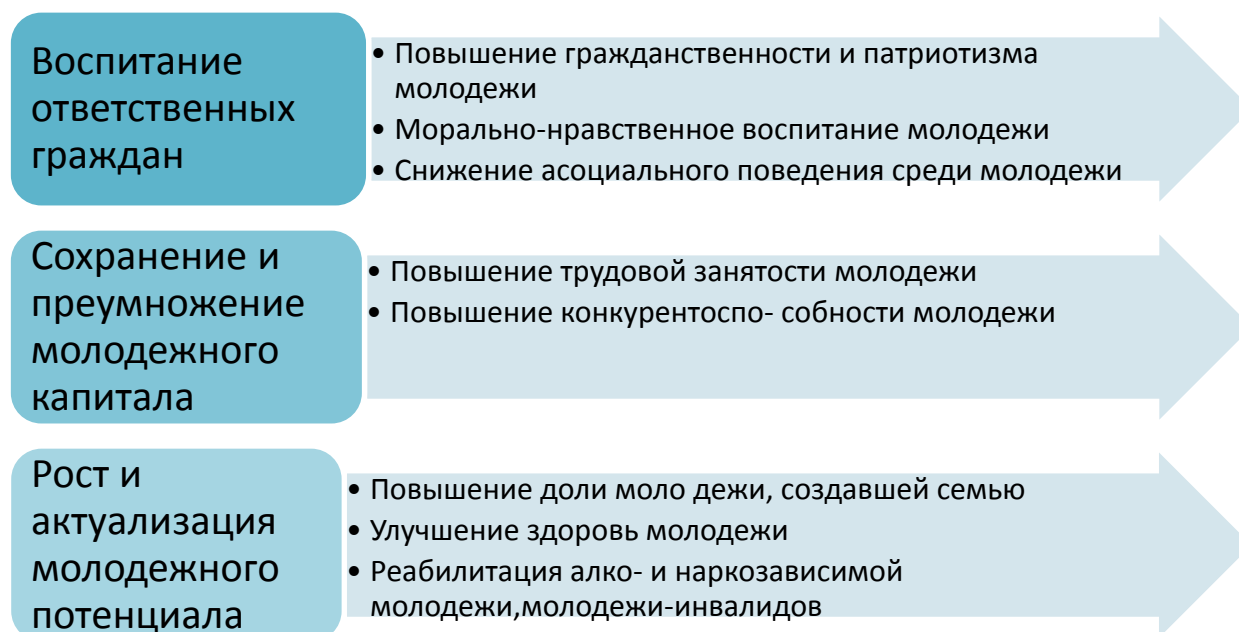 Воспитание
ответственных
граждан
• Повышение гражданственности и патриотизма
молодежи
• Морально-нравственное воспитание молодежи
• Снижение асоциального поведения среди молодежи
Сохранение и
преумножение
молодежного
капитала
• Повышение трудовой занятости молодежи
• Повышение конкурентоспо- собности молодежи
Рост и
актуализация
молодежного
потенциала
• Повышение доли моло дежи, создавшей семью
• Улучшение здоровь молодежи
• Реабилитация алко- и наркозависимой
молодежи,молодежи-инвалидов